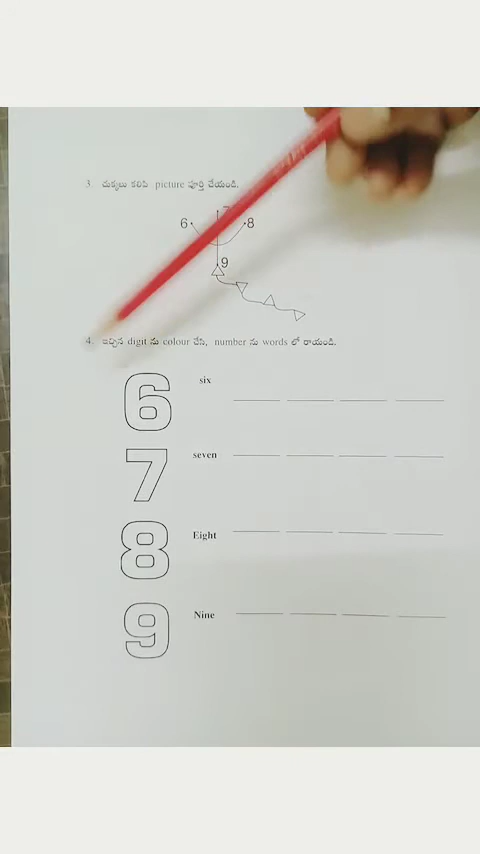 3. చుక్కలు కలిపి picture పూర్తి చేయండి.
7
6 8
9
4. ఇచ్చిన digit ను colour చేసి, number ను words లో రాయండి.
6 six
7 seven
8 Eight
9 Nine